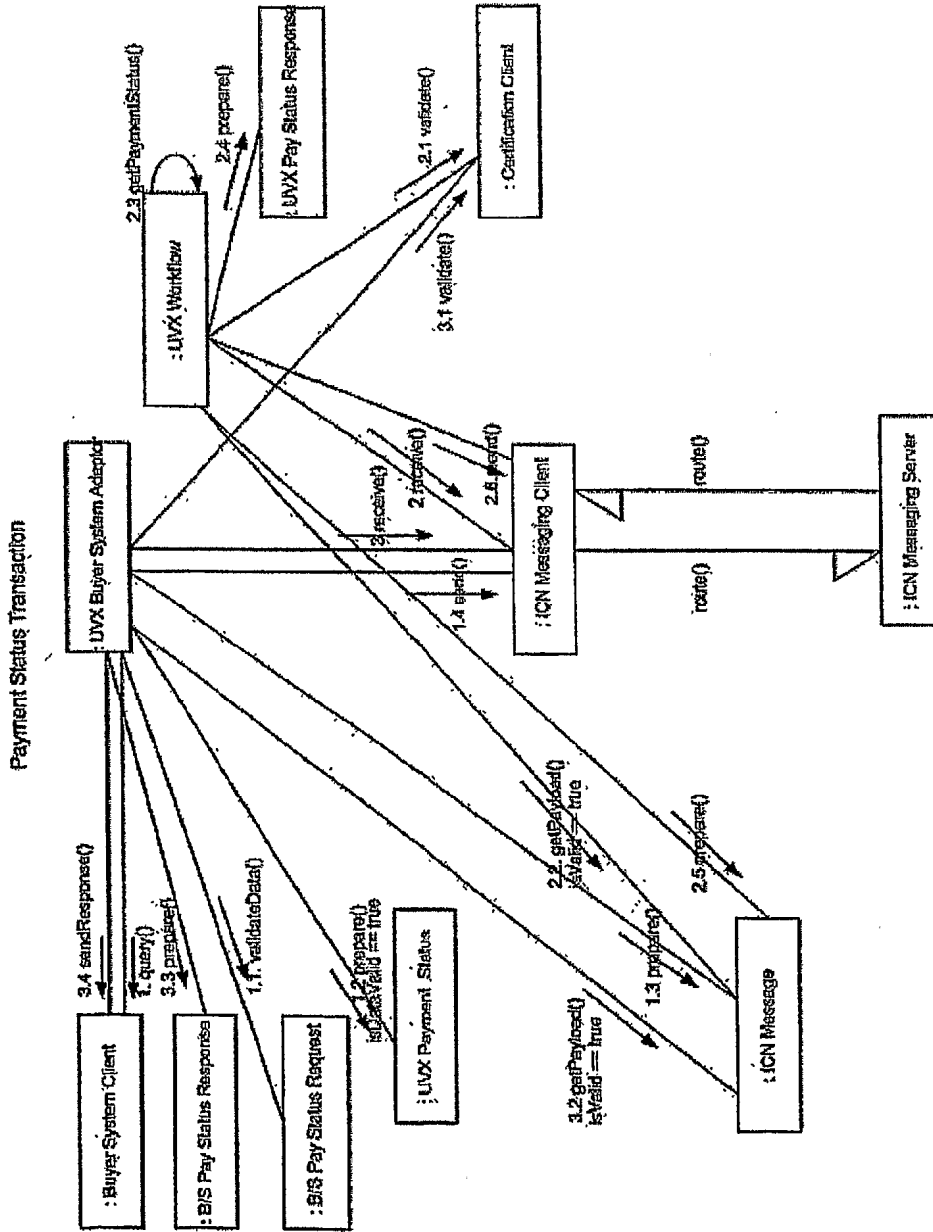 Payment Status Transaction
3.4 sendResponse()
1. query()
3.3 prepare()
1.1. validateData()
1.2 prepare()
isDataValid == true
: Buyer System Client
: B/S Pay Status Response
: B/S Pay Status Request
: UVX Payment Status
: UVX Buyer System Adaptor
: UVX Workflow
2.3 getPaymentStatus()
2.4 prepare()
: UVX Pay Status Response
2.1 validate()
3.1 validate()
: Certification Client
3. receive()
2. receive()
2.6. send()
1.4 send()
: ICN Messaging Client
route()
route()
: ICN Messaging Server
2.2. getPayload()
isValid == true
2.5 prepare()
1.3 prepare()
3.2 getPayload()
isValid == true
: ICN Message